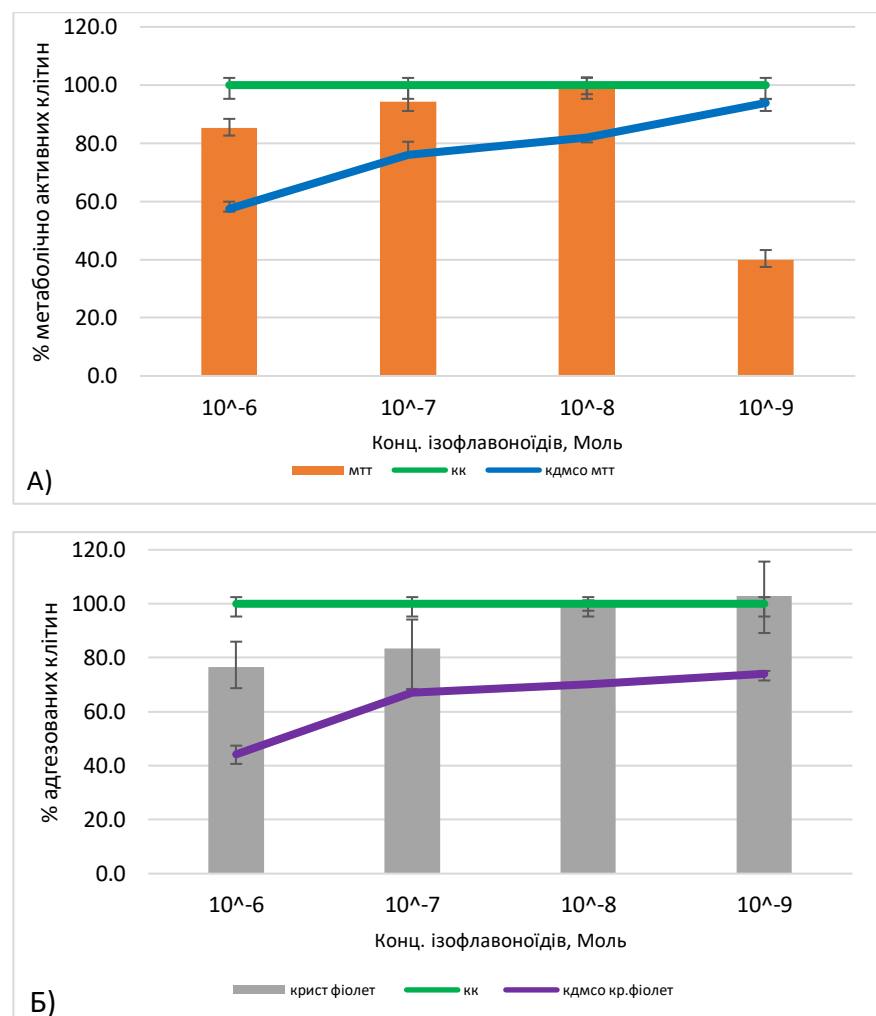 120.0
100.0
80.0
60.0
40.0
20.0
0.0
% метаболічно активних клітин
10^-6 10^-7 10^-8 10^-9
Конц. ізофлавоноїдів, Моль
мтт кк кдмсо мтт
А)
120.0
100.0
80.0
60.0
40.0
20.0
0.0
% адгезованих клітин
10^-6 10^-7 10^-8 10^-9
Конц. ізофлавоноїдів, Моль
крист фіолет кк кдмсо кр.фіолет
Б)